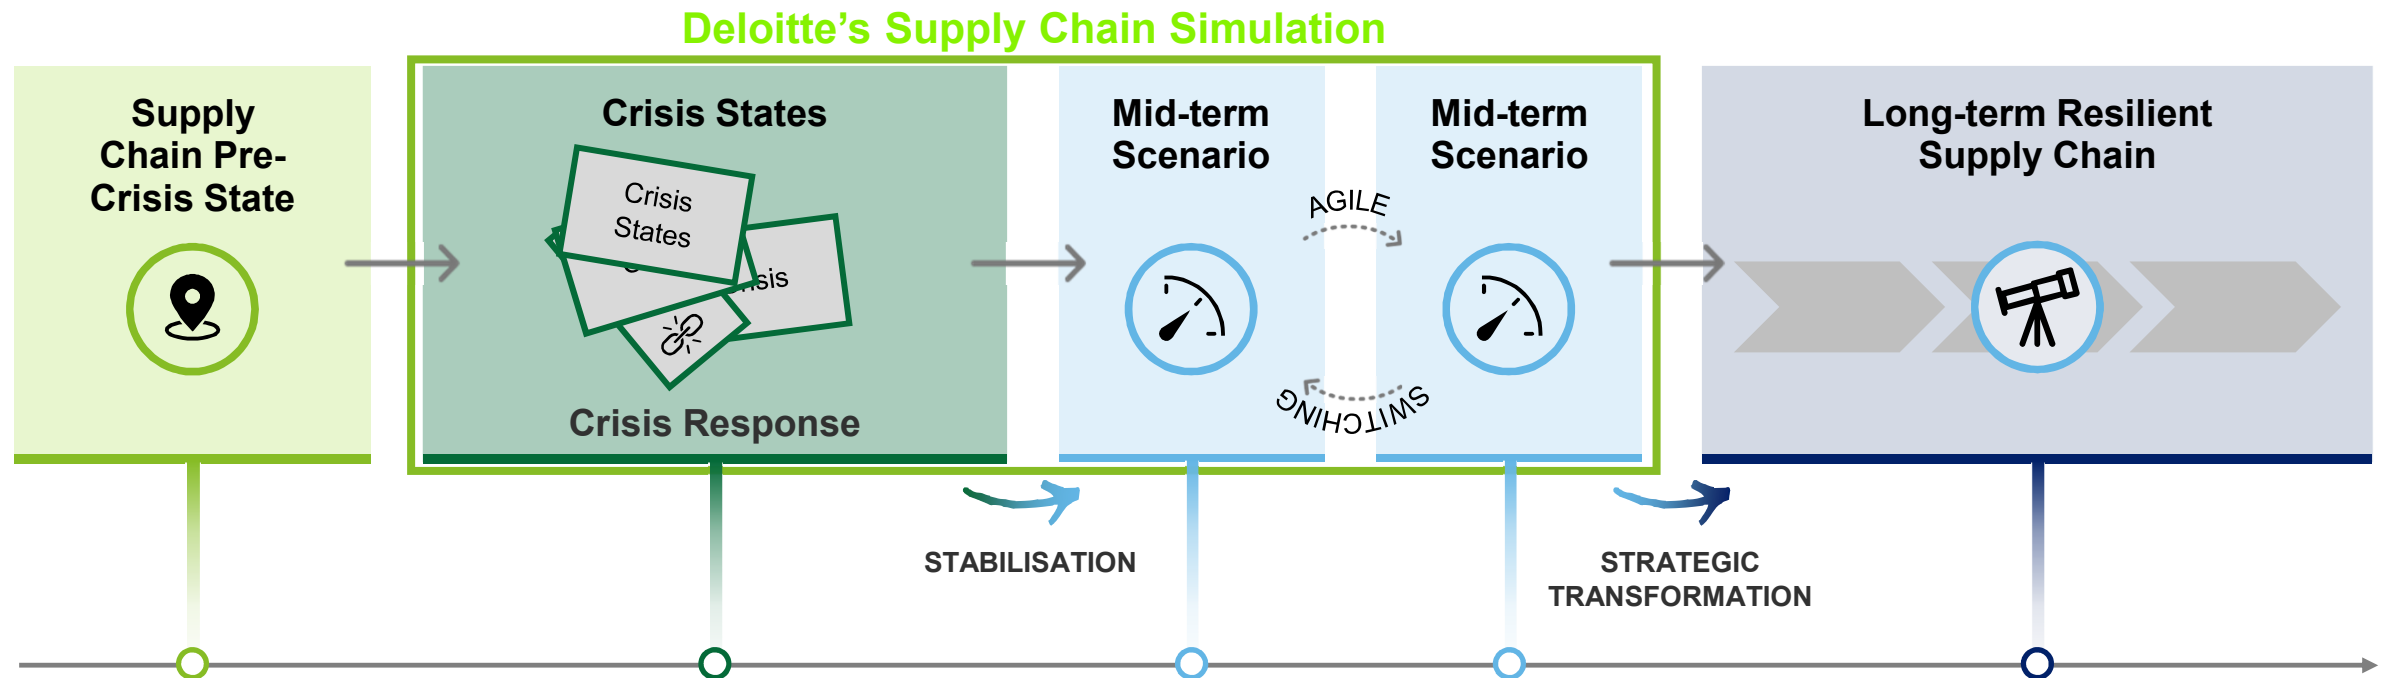 Deloitte’s Supply Chain Simulation
Supply
Chain Pre-
Crisis State
Crisis States
Crisis
States
Crisis Response
Mid-term
Scenario
AGILE
SWITCHING
Mid-term
Scenario
Long-term Resilient
Supply Chain
STABILISATION
STRATEGIC
TRANSFORMATION